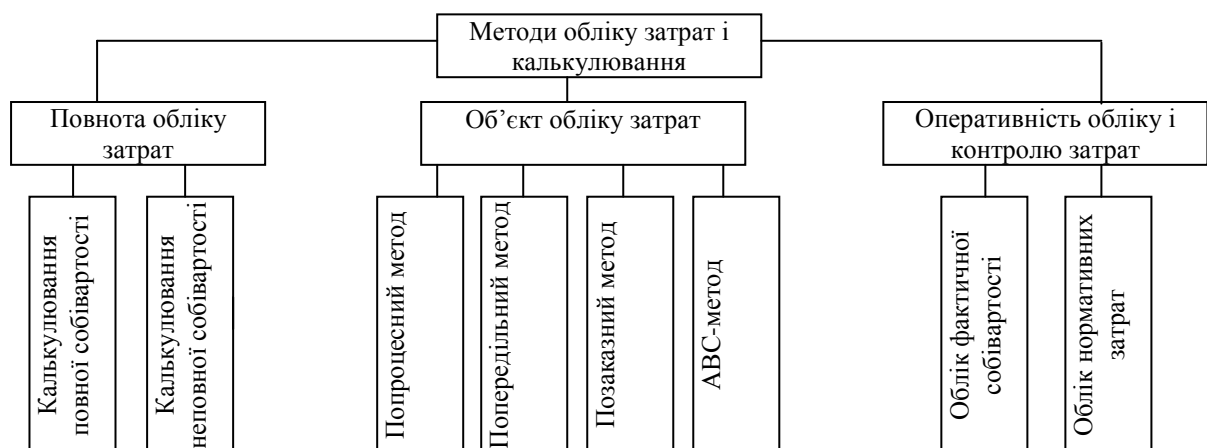 Методи обліку затрат і
калькулювання
Повнота обліку
затрат
Об’єкт обліку затрат
Оперативність обліку і
контролю затрат
Калькулювання
повної собівартості
Калькулювання
неповної собівартості
Попроцесний метод
Попередільний метод
Позаказний метод
АВС-метод
Облік фактичної
собівартості
Облік нормативних
затрат